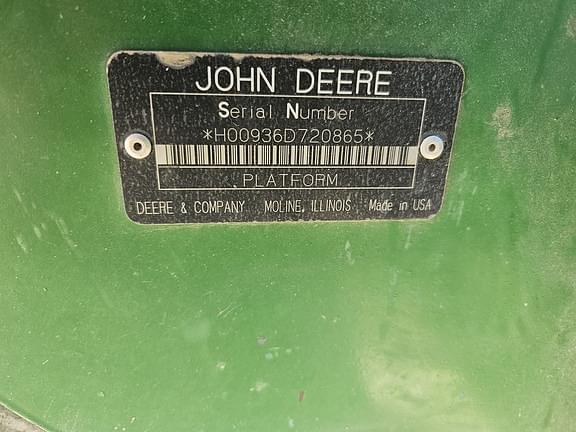 JOHN DEERE
Serial Number
*H00936D720865*
PLATFORM
DEERE & COMPANY MOLINE, ILLINOIS Made in USA